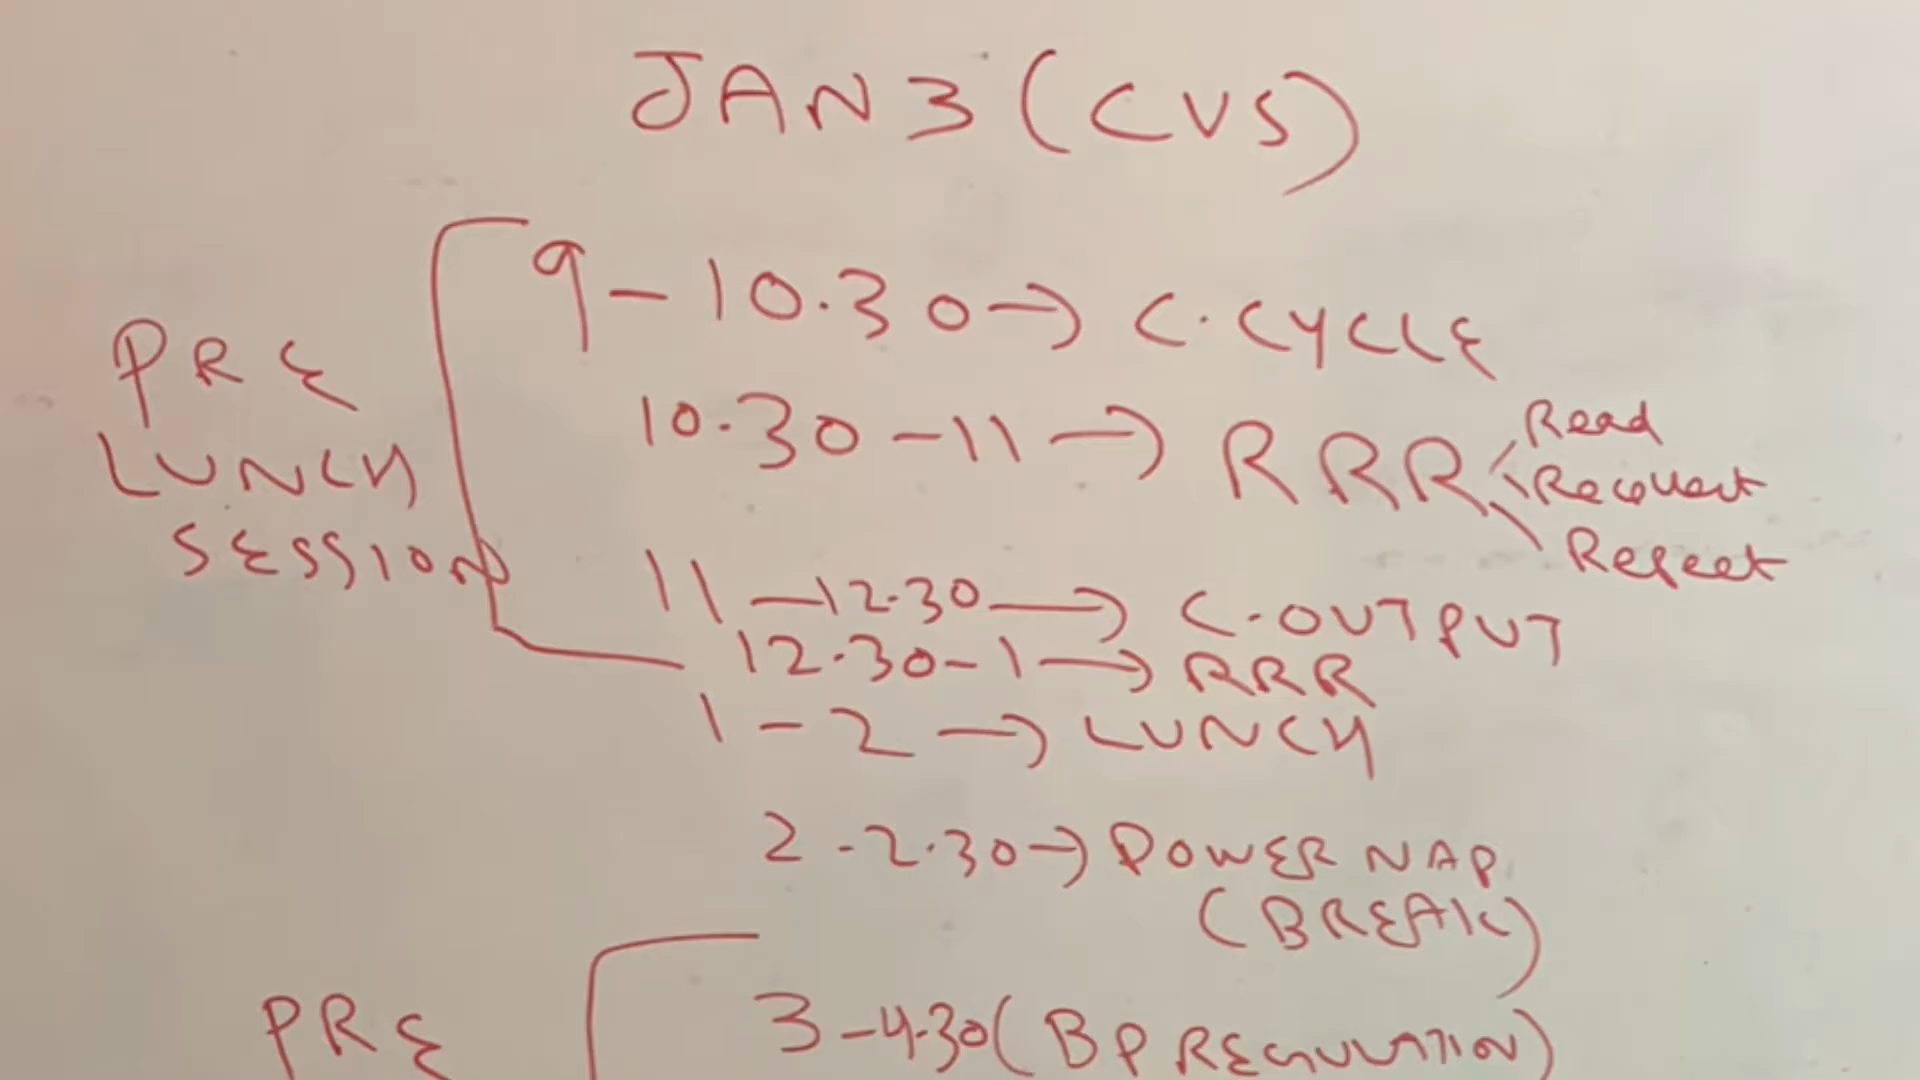 JAN 3 (CVS)
PRE
LUNCH
SESSION
9 - 10.30 → C. CYCLE
10.30 - 11 → RRR
Read
Request
Repeat
11 - 12.30 → C. OUTPUT
12.30 - 1 → RRR
1 - 2 → LUNCH
2 - 2.30 → POWER NAP
(BREAK)
PRE
3 - 4.30 (BP REGULATION)